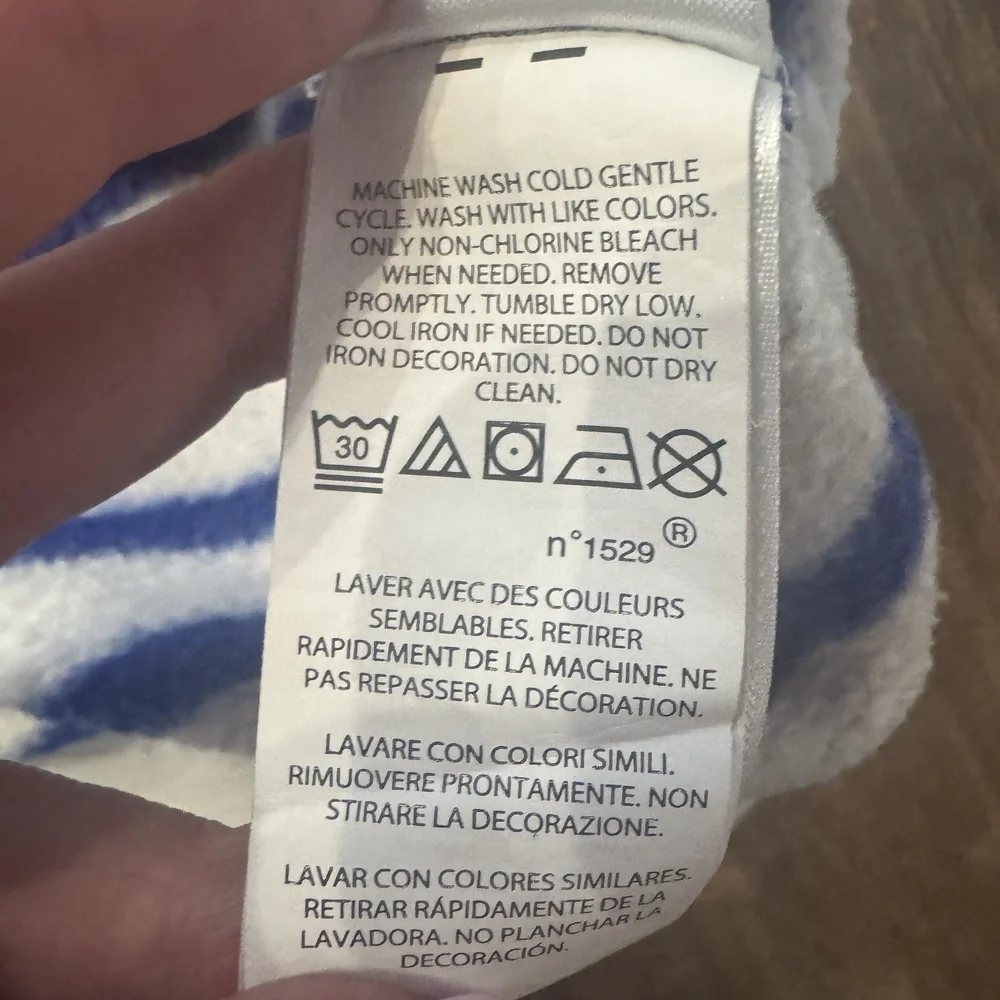 MACHINE WASH COLD GENTLE
CYCLE. WASH WITH LIKE COLORS.
ONLY NON-CHLORINE BLEACH
WHEN NEEDED. REMOVE
PROMPTLY. TUMBLE DRY LOW.
COOL IRON IF NEEDED. DO NOT
IRON DECORATION. DO NOT DRY
CLEAN.
30
n°1529 ®
LAVER AVEC DES COULEURS
SEMBLABLES. RETIRER
RAPIDEMENT DE LA MACHINE. NE
PAS REPASSER LA DÉCORATION.
LAVARE CON COLORI SIMILI.
RIMUOVERE PRONTAMENTE. NON
STIRARE LA DECORAZIONE.
LAVAR CON COLORES SIMILARES.
RETIRAR RÁPIDAMENTE DE LA
LAVADORA. NO PLANCHAR LA
DECORACIÓN.